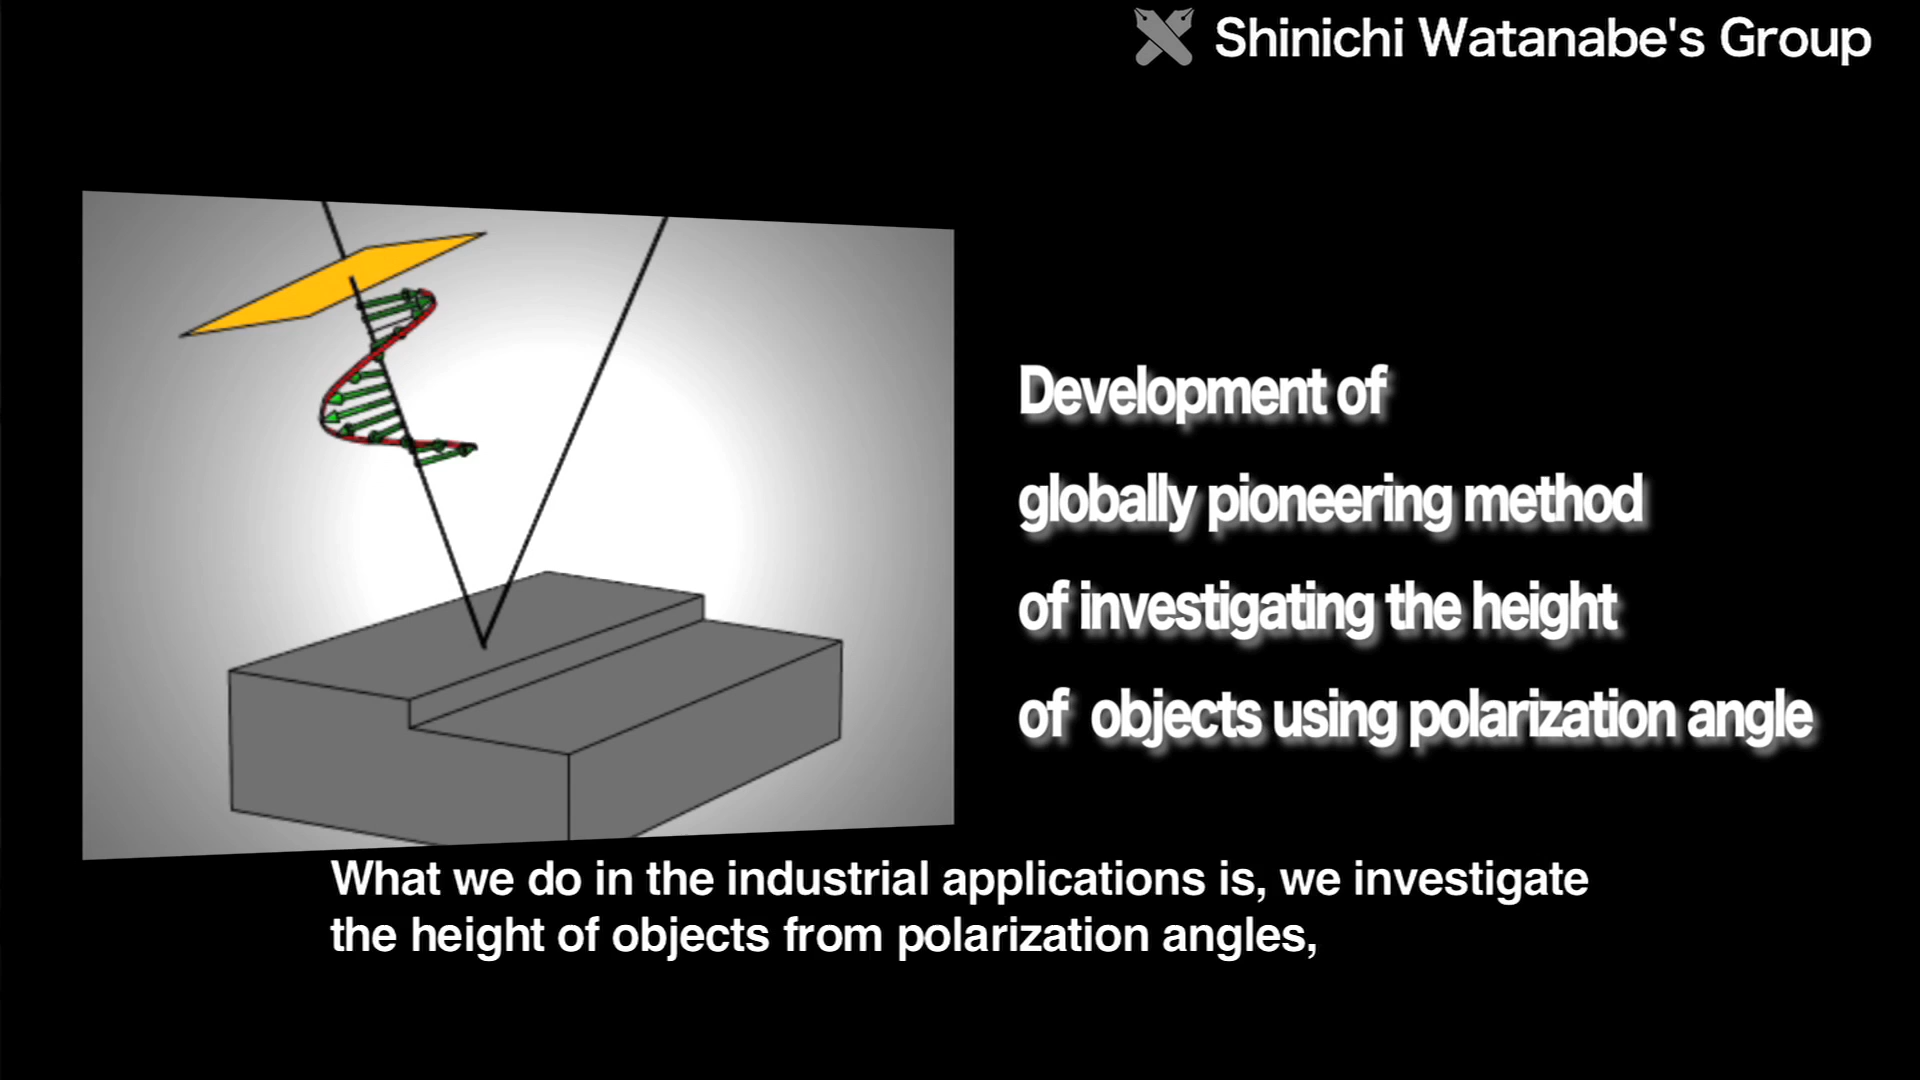 Shinichi Watanabe's Group
Development of
globally pioneering method
of investigating the height
of objects using polarization angle
What we do in the industrial applications is, we investigate
the height of objects from polarization angles,